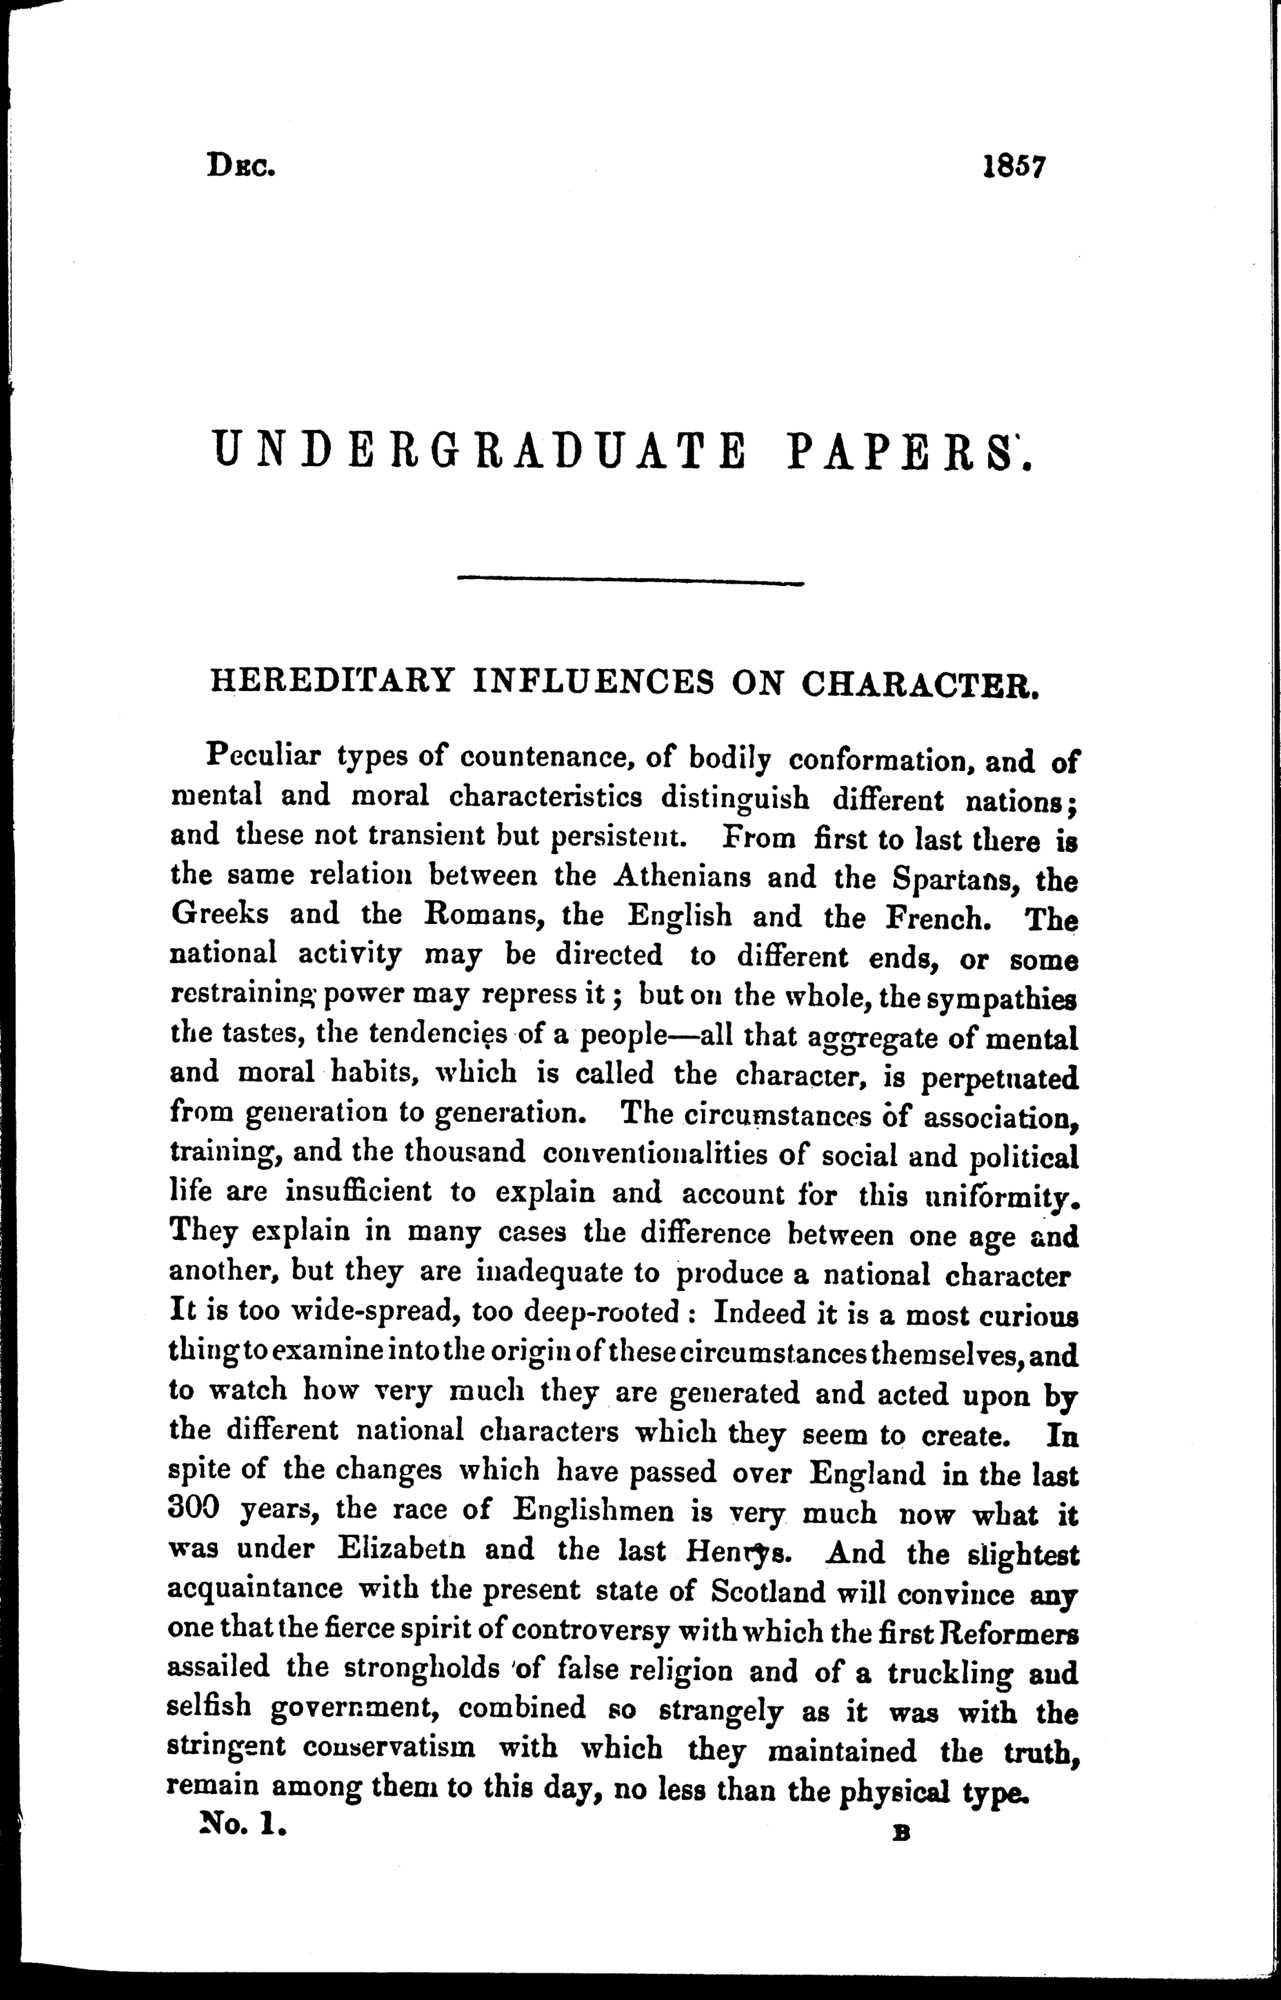 DEC. 1857
UNDERGRADUATE PAPERS.
HEREDITARY INFLUENCES ON CHARACTER.
Peculiar types of countenance, of bodily conformation, and of
mental and moral characteristics distinguish different nations;
and these not transient but persistent. From first to last there is
the same relation between the Athenians and the Spartans, the
Greeks and the Romans, the English and the French. The
national activity may be directed to different ends, or some
restraining power may repress it; but on the whole, the sympathies
the tastes, the tendencies of a people—all that aggregate of mental
and moral habits, which is called the character, is perpetuated
from generation to generation. The circumstances of association,
training, and the thousand conventionalities of social and political
life are insufficient to explain and account for this uniformity.
They explain in many cases the difference between one age and
another, but they are inadequate to produce a national character
It is too wide-spread, too deep-rooted: Indeed it is a most curious
thing to examine into the origin of these circumstances themselves, and
to watch how very much they are generated and acted upon by
the different national characters which they seem to create. In
spite of the changes which have passed over England in the last
300 years, the race of Englishmen is very much now what it
was under Elizabeth and the last Henrys. And the slightest
acquaintance with the present state of Scotland will convince any
one that the fierce spirit of controversy with which the first Reformers
assailed the strongholds of false religion and of a truckling and
selfish government, combined so strangely as it was with the
stringent conservatism with which they maintained the truth,
remain among them to this day, no less than the physical type.
No. 1. B